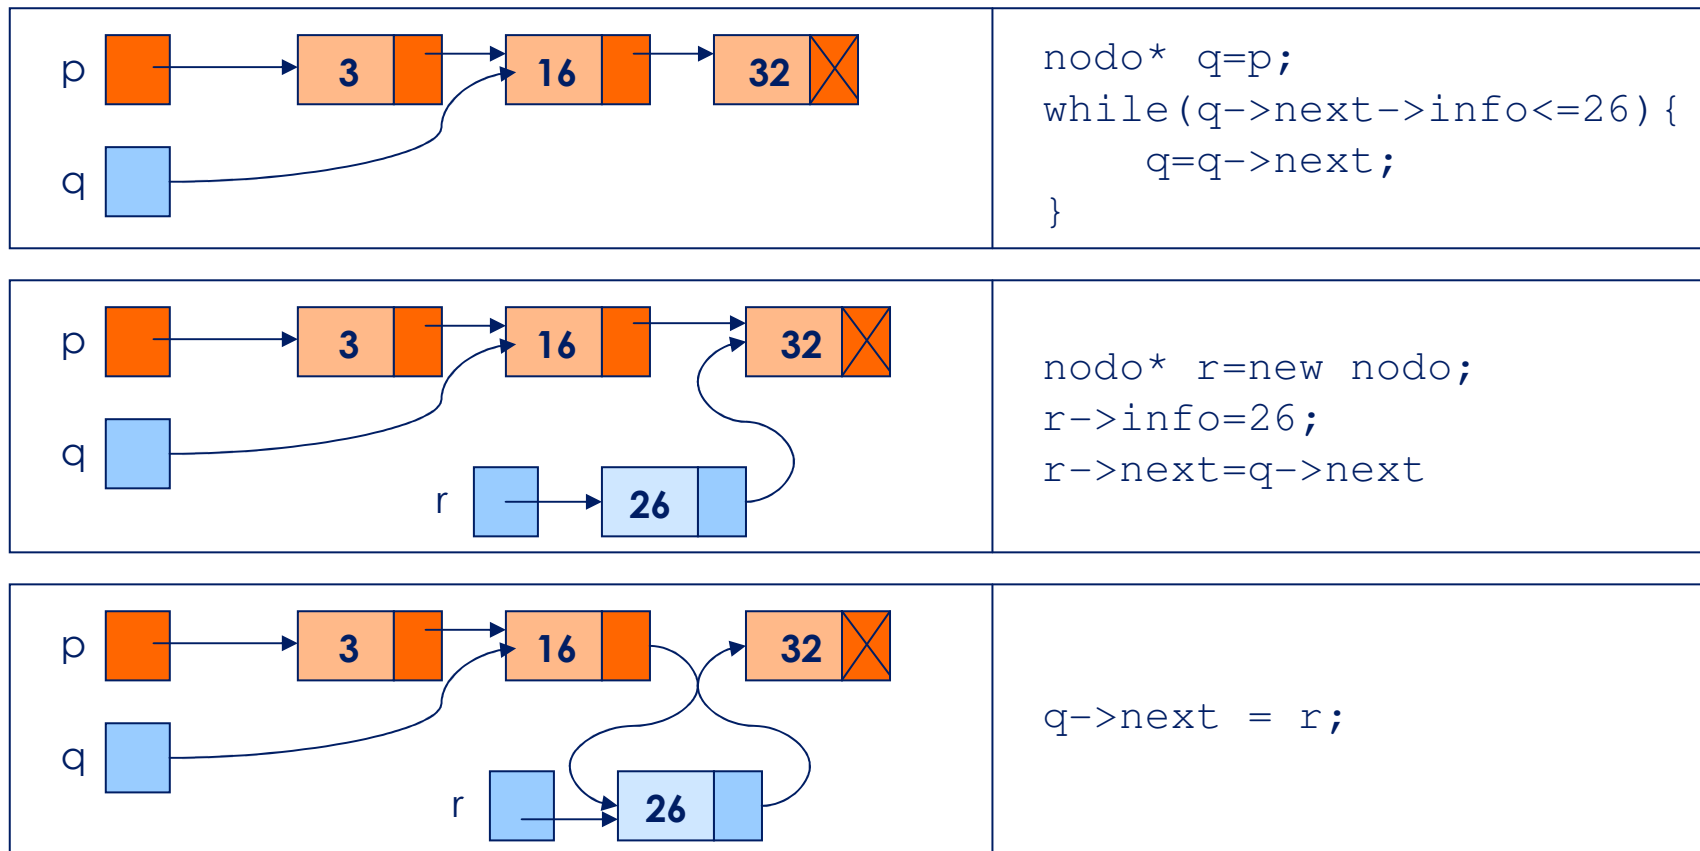 p 3 16 32
q
nodo* q=p;
while(q->next->info<=26){
q=q->next;
}
p 3 16 32
q
r 26
nodo* r=new nodo;
r->info=26;
r->next=q->next
p 3 16 32
q
r 26
q->next = r;